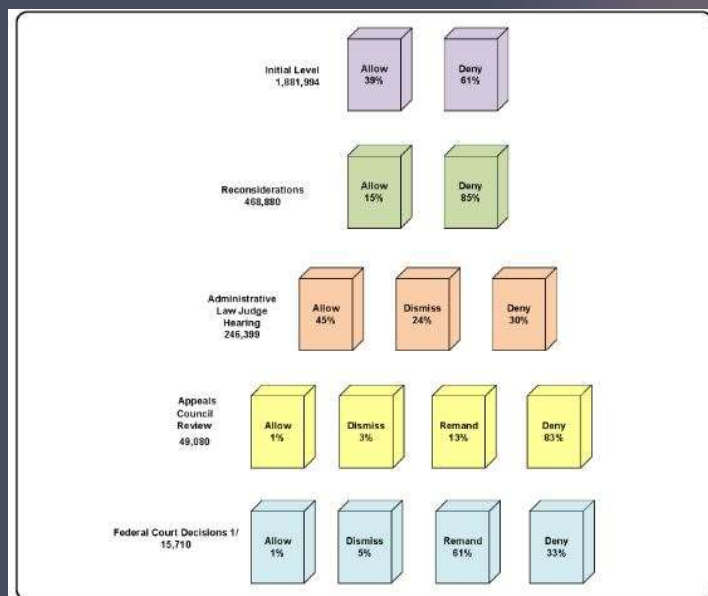 Initial Level
1,881,994
Allow
39%
Deny
61%
Reconsiderations
468,880
Allow
15%
Deny
85%
Administrative
Law Judge
Hearing
246,399
Allow
45%
Dismiss
24%
Deny
30%
Appeals
Council
Review
49,080
Allow
1%
Dismiss
3%
Remand
13%
Deny
83%
Federal Court Decisions 1/
15,710
Allow
1%
Dismiss
5%
Remand
61%
Deny
33%